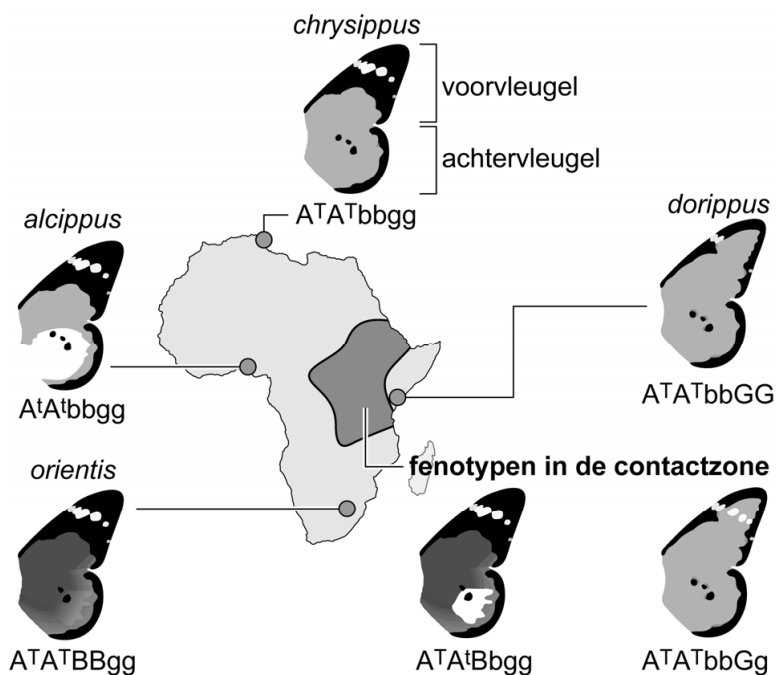 chrysippus
voorvleugel
achtervleugel
AᵀAᵀbbgg
alcippus
AᵗAᵗbbgg
dorippus
AᵀAᵀbbGG
fenotypen in de contactzone
orientis
AᵀAᵀBBgg
AᵀAᵗBbgg
AᵀAᵀbbGg